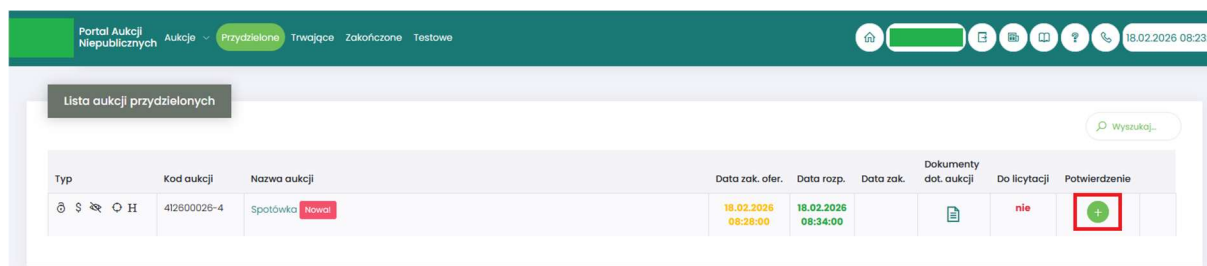 Portal Aukcji
Niepublicznych
Aukcje Przydzielone Trwające Zakończone Testowe
18.02.2026 08:23
Lista aukcji przydzielonych
Wyszukaj...
Typ Kod aukcji Nazwa aukcji Data zak. ofer. Data rozp. Data zak. Dokumenty dot. aukcji Do licytacji Potwierdzenie
$ H 412600026-4 Spotówka Nowa! 18.02.2026 18.02.2026 nie +
08:28:00 08:34:00